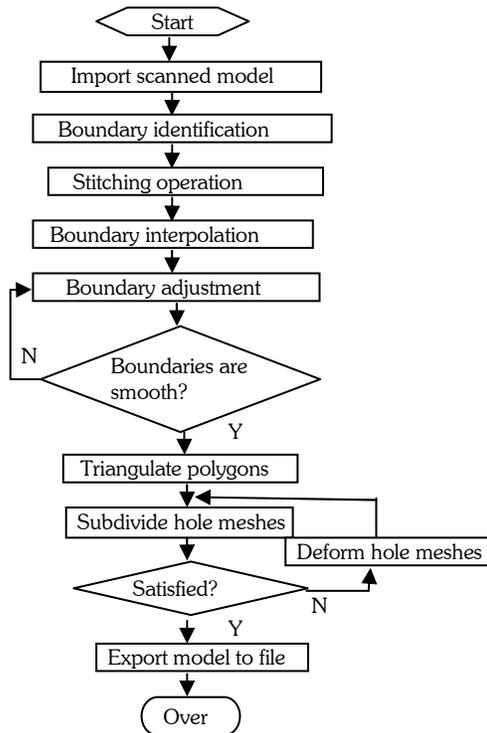 Start
Import scanned model
Boundary identification
Stitching operation
Boundary interpolation
Boundary adjustment
N
Boundaries are
smooth?
Y
Triangulate polygons
Subdivide hole meshes
Deform hole meshes
Satisfied?
N
Y
Export model to file
Over